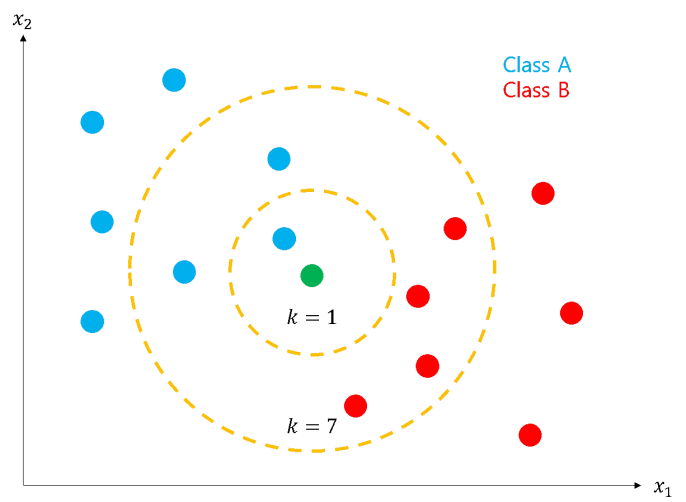 x₂
Class A
Class B
k = 1
k = 7
x₁